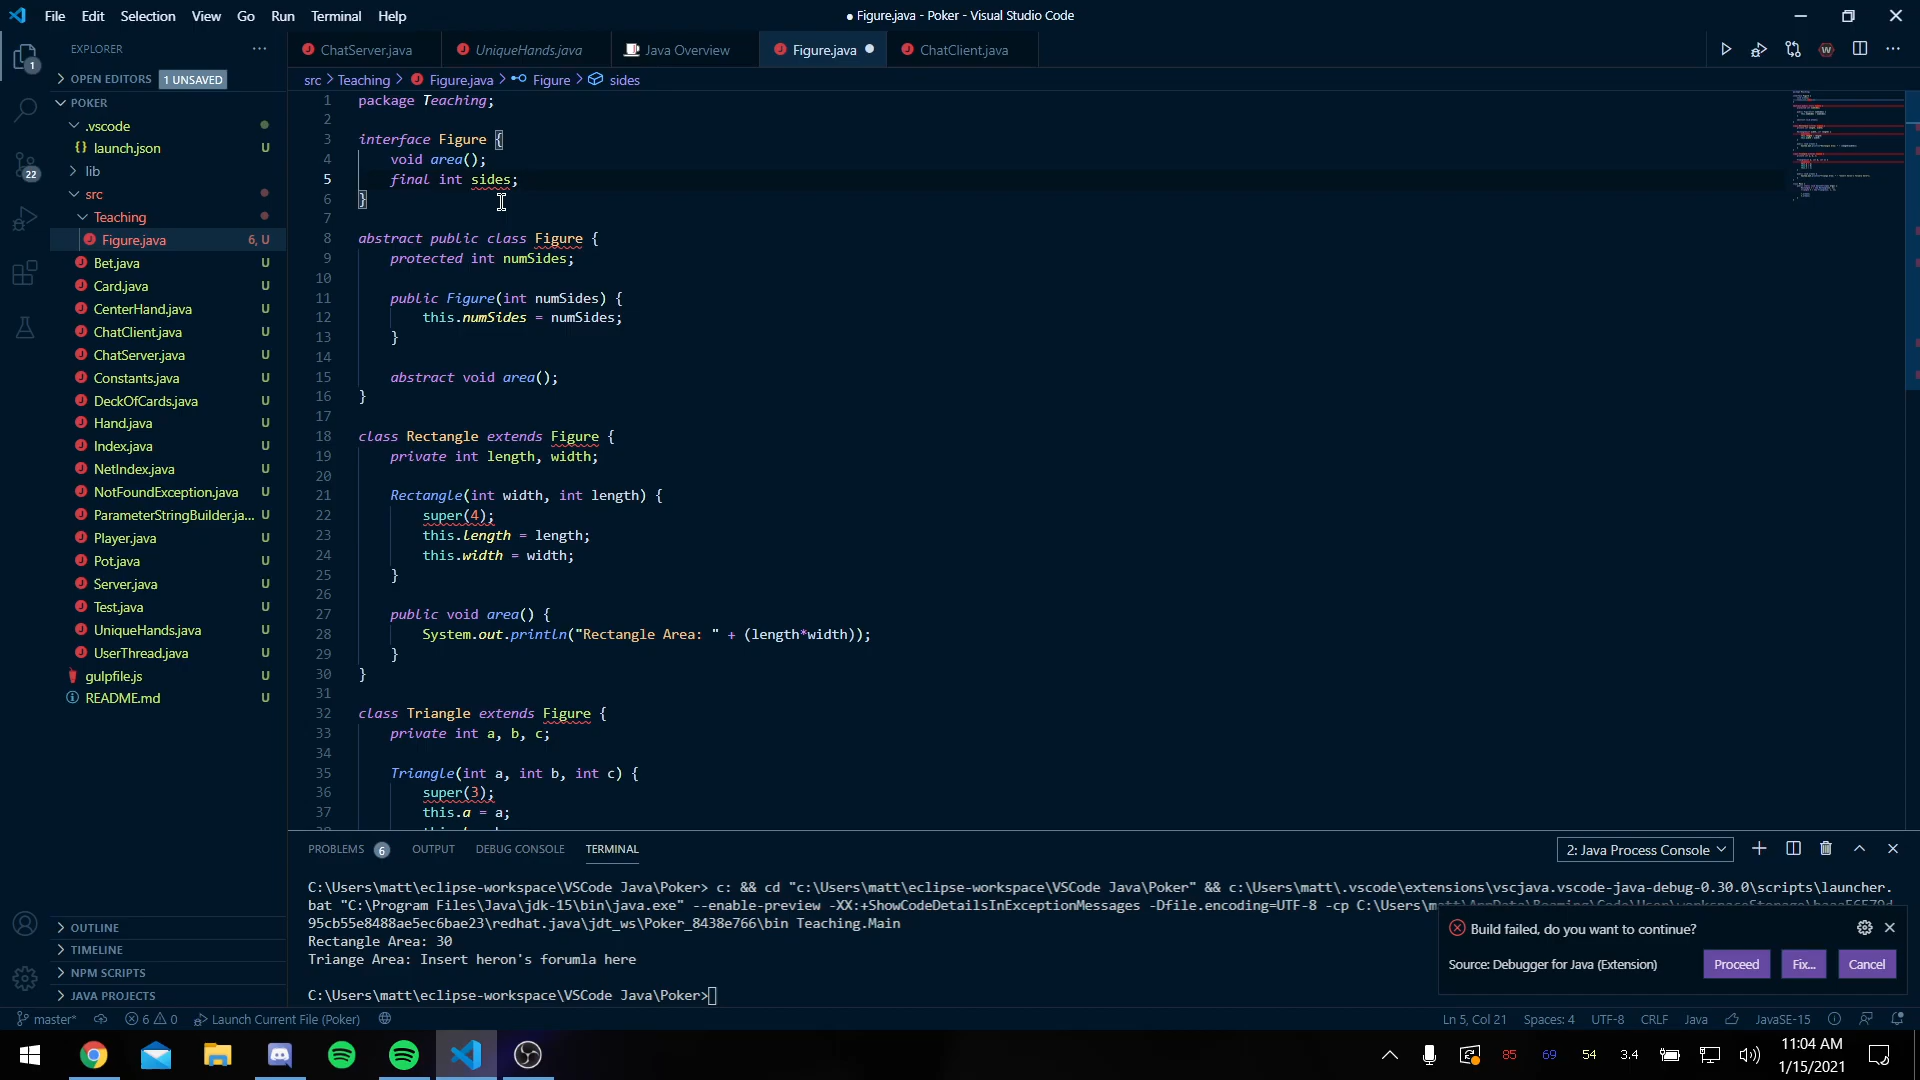 File Edit Selection View Go Run Terminal Help
● Figure.java - Poker - Visual Studio Code
EXPLORER
ChatServer.java
UniqueHands.java
Java Overview
Figure.java
ChatClient.java
OPEN EDITORS 1 UNSAVED
src > Teaching > Figure.java > Figure > sides
POKER
.vscode
launch.json U
lib
src
Teaching
Figure.java 6, U
Bet.java U
Card.java U
CenterHand.java U
ChatClient.java U
ChatServer.java U
Constants.java U
DeckOfCards.java U
Hand.java U
Index.java U
NetIndex.java U
NotFoundException.java U
ParameterStringBuilder.ja... U
Player.java U
Pot.java U
Server.java U
Test.java U
UniqueHands.java U
UserThread.java U
gulpfile.js U
README.md U
OUTLINE
TIMELINE
NPM SCRIPTS
JAVA PROJECTS
1 package Teaching;
2
3 interface Figure {
4 void area();
5 final int sides;
6 }
7
8 abstract public class Figure {
9 protected int numSides;
10
11 public Figure(int numSides) {
12 this.numSides = numSides;
13 }
14
15 abstract void area();
16 }
17
18 class Rectangle extends Figure {
19 private int length, width;
20
21 Rectangle(int width, int length) {
22 super(4);
23 this.length = length;
24 this.width = width;
25 }
26
27 public void area() {
28 System.out.println("Rectangle Area: " + (length*width));
29 }
30 }
31
32 class Triangle extends Figure {
33 private int a, b, c;
34
35 Triangle(int a, int b, int c) {
36 super(3);
37 this.a = a;
PROBLEMS 6 OUTPUT DEBUG CONSOLE TERMINAL
2: Java Process Console
C:\Users\matt\eclipse-workspace\VSCode Java\Poker> c: && cd "c:\Users\matt\eclipse-workspace\VSCode Java\Poker" && c:\Users\matt\.vscode\extensions\vscjava.vscode-java-debug-0.30.0\scripts\launcher.
bat "C:\Program Files\Java\jdk-15\bin\java.exe" --enable-preview -XX:+ShowCodeDetailsInExceptionMessages -Dfile.encoding=UTF-8 -cp
95cb55e8488ae5ec6bae23\redhat.java\jdt_ws\Poker_8438e766\bin Teaching.Main
Rectangle Area: 30
Triange Area: Insert heron's forumla here
C:\Users\matt\eclipse-workspace\VSCode Java\Poker>
Build failed, do you want to continue?
Source: Debugger for Java (Extension)
Proceed Fix... Cancel
master* 6 0 Launch Current File (Poker)
Ln 5, Col 21 Spaces: 4 UTF-8 CRLF Java JavaSE-15
1
22
85 69 54 3.4
11:04 AM
1/15/2021